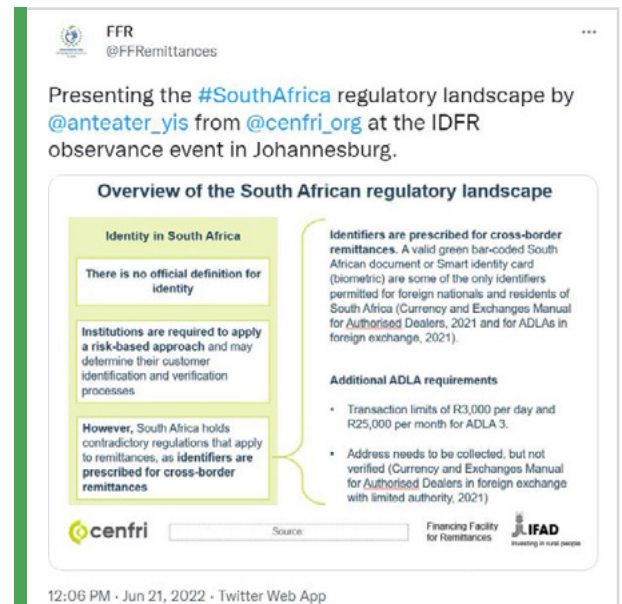 FFR
@FFRemittances
Presenting the #SouthAfrica regulatory landscape by
@anteater_yis from @cenfri_org at the IDFR
observance event in Johannesburg.
Overview of the South African regulatory landscape
Identity in South Africa
There is no official definition for
identity
Institutions are required to apply
a risk-based approach and may
determine their customer
identification and verification
processes
However, South Africa holds
contradictory regulations that apply
to remittances, as identifiers are
prescribed for cross-border
remittances
Identifiers are prescribed for cross-border
remittances. A valid green bar-coded South
African document or Smart identity card
(biometric) are some of the only identifiers
permitted for foreign nationals and residents of
South Africa (Currency and Exchanges Manual
for Authorised Dealers, 2021 and for ADLAs in
foreign exchange, 2021).
Additional ADLA requirements
• Transaction limits of R3,000 per day and
R25,000 per month for ADLA 3.
• Address needs to be collected, but not
verified (Currency and Exchanges Manual
for Authorised Dealers in foreign exchange
with limited authority, 2021)
cenfri
Source:
Financing Facility
for Remittances
JLIFAD
Investing in rural people
12:06 PM · Jun 21, 2022 · Twitter Web App